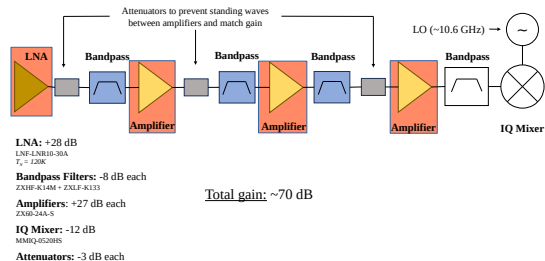 Attenuators to prevent standing waves
between amplifiers and match gain
LO (~10.6 GHz)
~
LNA
Bandpass
Bandpass
Bandpass
Bandpass
Amplifier
Amplifier
Amplifier
IQ Mixer
LNA: +28 dB
LNF-LNR10-30A
Tn = 120K
Bandpass Filters: -8 dB each
ZXHF-K14M + ZXLF-K133
Amplifiers: +27 dB each
ZX60-24A-S
IQ Mixer: -12 dB
MMIQ-0520HS
Attenuators: -3 dB each
Total gain: ~70 dB